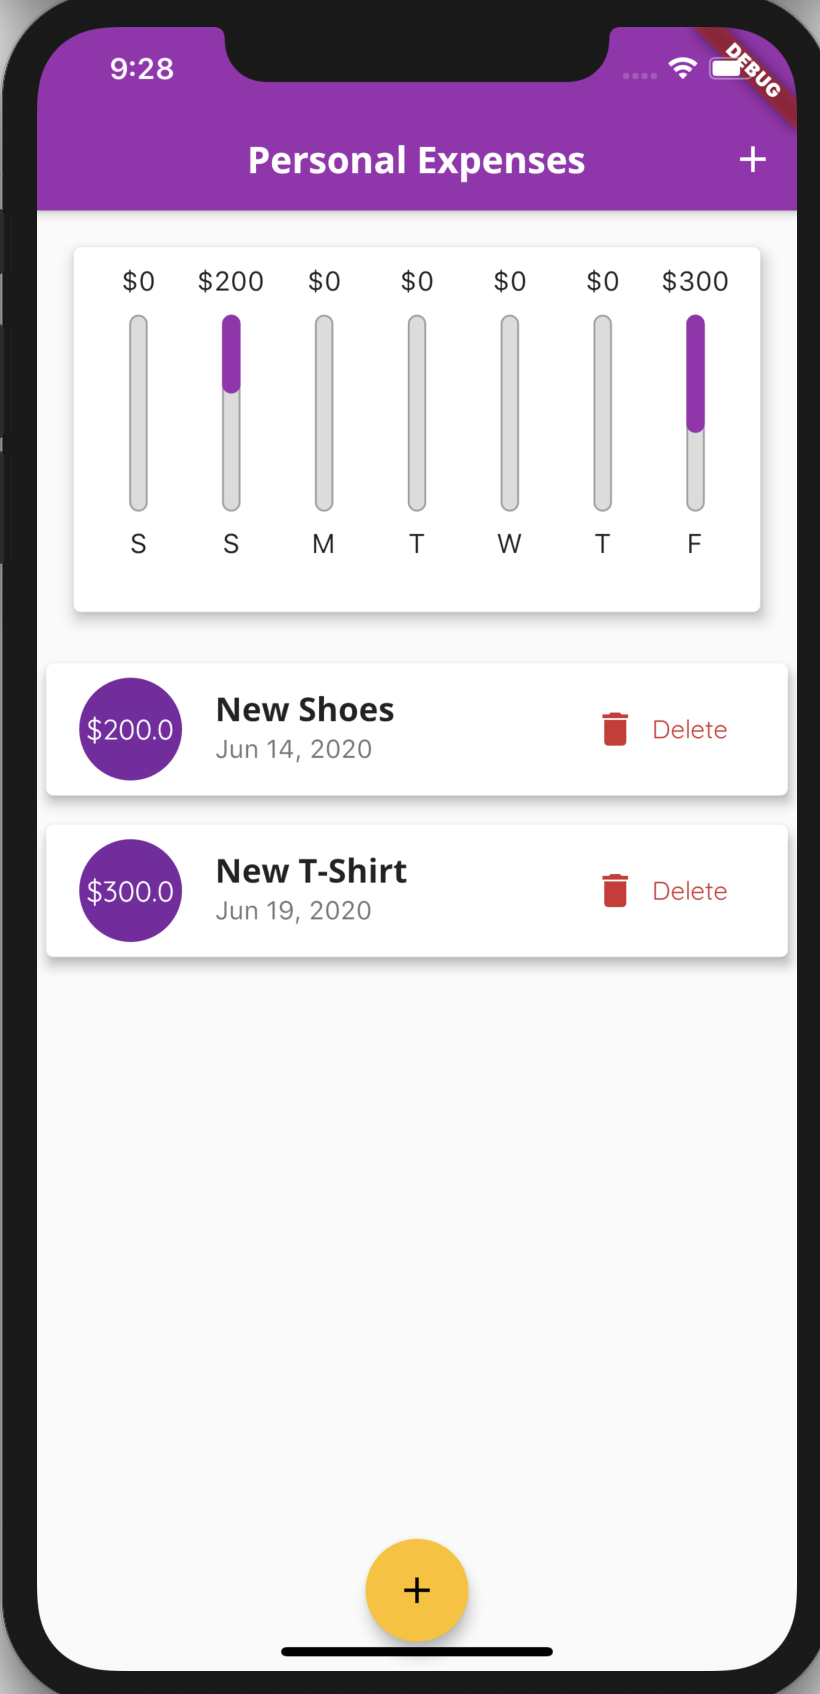 9:28
DEBUG
Personal Expenses +
$0 $200 $0 $0 $0 $0 $300
S S M T W T F
$200.0
New Shoes
Jun 14, 2020
Delete
$300.0
New T-Shirt
Jun 19, 2020
Delete
+